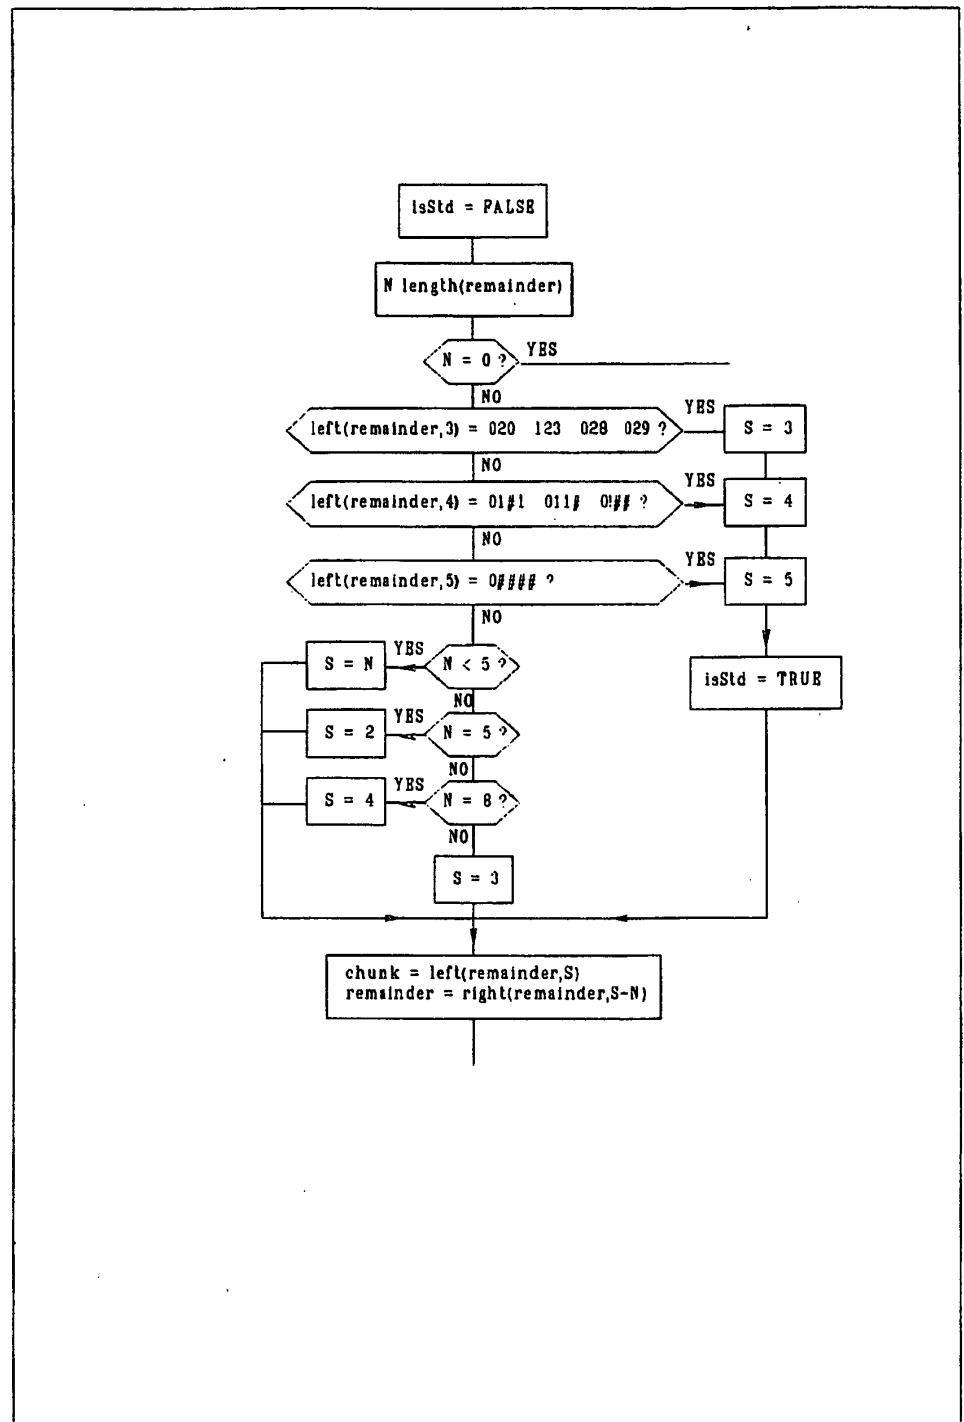 isStd = FALSE
N length(remainder)
N = 0 ?
YES
NO
left(remainder,3) = 020 123 028 029 ?
YES
S = 3
NO
left(remainder,4) = 01#1 011# 0!## ?
YES
S = 4
NO
left(remainder,5) = 0#### ?
YES
S = 5
NO
S = N
YES
N < 5 ?
isStd = TRUE
NO
S = 2
YES
N = 5 ?
NO
S = 4
YES
N = 8 ?
NO
S = 3
chunk = left(remainder,S)
remainder = right(remainder,S-N)